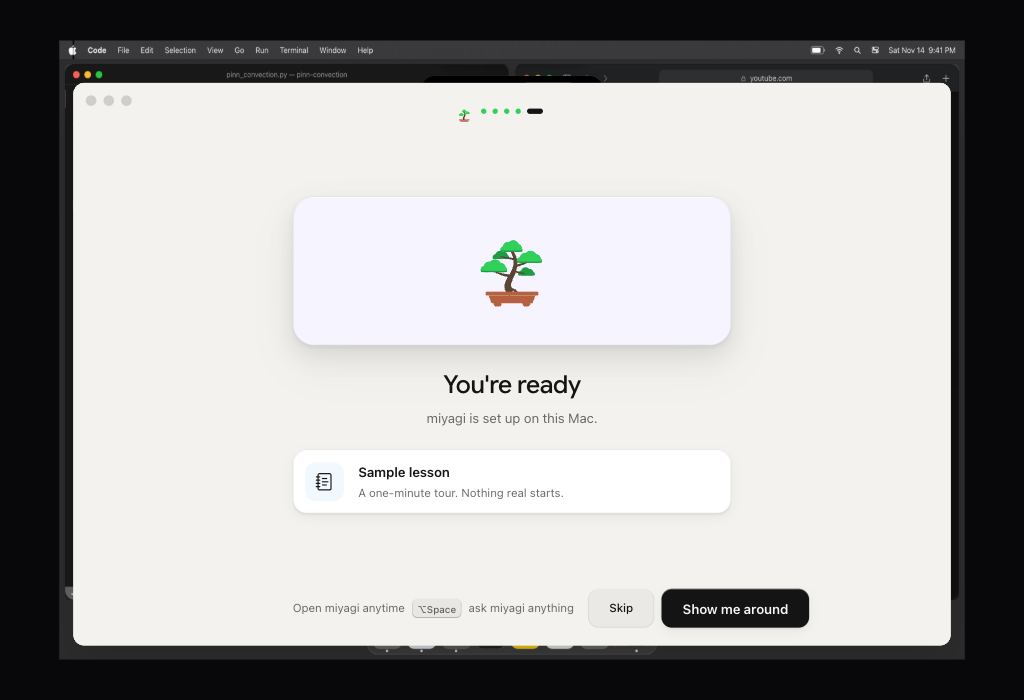 Code File Edit Selection View Go Run Terminal Window Help Sat Nov 14 9:41 PM
pinn_convection.py — pinn-convection
youtube.com
You're ready
miyagi is set up on this Mac.
Sample lesson
A one-minute tour. Nothing real starts.
Open miyagi anytime ⌥Space ask miyagi anything Skip Show me around